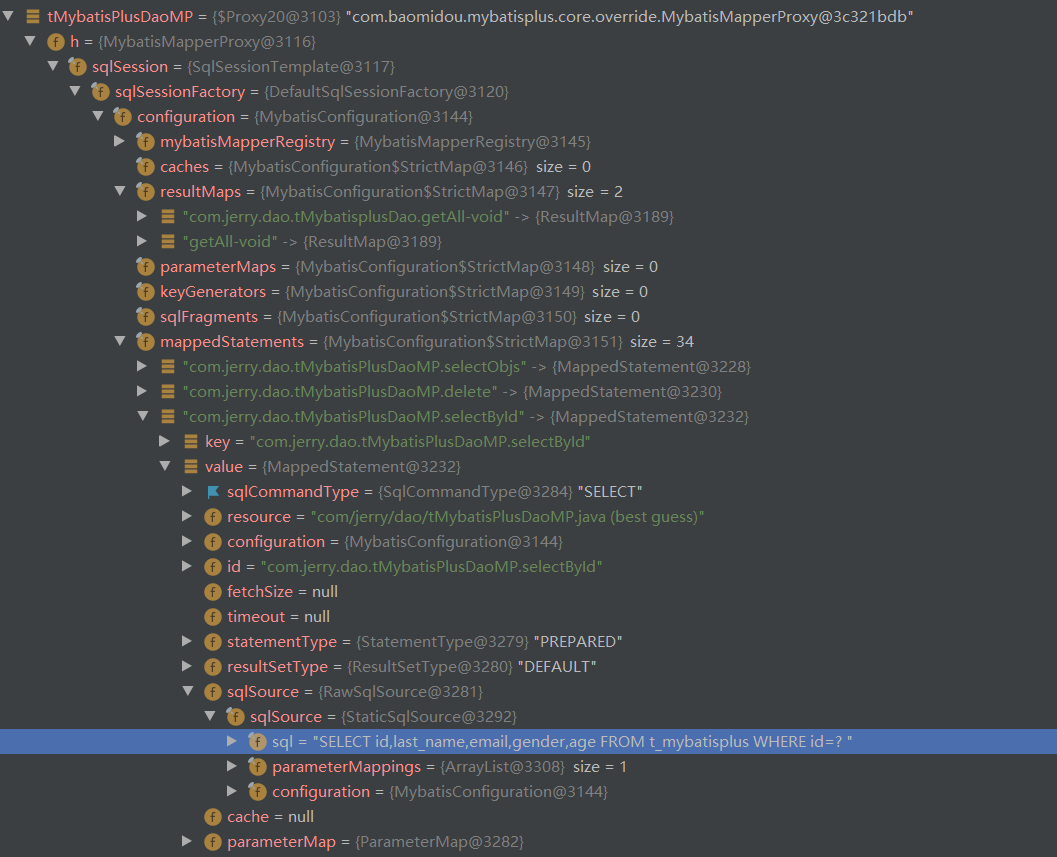 tMybatisPlusDaoMP = {$Proxy20@3103} "com.baomidou.mybatisplus.core.override.MybatisMapperProxy@3c321bdb"
f h = {MybatisMapperProxy@3116}
f sqlSession = {SqlSessionTemplate@3117}
f sqlSessionFactory = {DefaultSqlSessionFactory@3120}
f configuration = {MybatisConfiguration@3144}
f mybatisMapperRegistry = {MybatisMapperRegistry@3145}
f caches = {MybatisConfiguration$StrictMap@3146} size = 0
f resultMaps = {MybatisConfiguration$StrictMap@3147} size = 2
"com.jerry.dao.tMybatisplusDao.getAll-void" -> {ResultMap@3189}
"getAll-void" -> {ResultMap@3189}
f parameterMaps = {MybatisConfiguration$StrictMap@3148} size = 0
f keyGenerators = {MybatisConfiguration$StrictMap@3149} size = 0
f sqlFragments = {MybatisConfiguration$StrictMap@3150} size = 0
f mappedStatements = {MybatisConfiguration$StrictMap@3151} size = 34
"com.jerry.dao.tMybatisPlusDaoMP.selectObjs" -> {MappedStatement@3228}
"com.jerry.dao.tMybatisPlusDaoMP.delete" -> {MappedStatement@3230}
"com.jerry.dao.tMybatisPlusDaoMP.selectById" -> {MappedStatement@3232}
key = "com.jerry.dao.tMybatisPlusDaoMP.selectById"
value = {MappedStatement@3232}
sqlCommandType = {SqlCommandType@3284} "SELECT"
f resource = "com/jerry/dao/tMybatisPlusDaoMP.java (best guess)"
f configuration = {MybatisConfiguration@3144}
f id = "com.jerry.dao.tMybatisPlusDaoMP.selectById"
f fetchSize = null
f timeout = null
f statementType = {StatementType@3279} "PREPARED"
f resultSetType = {ResultSetType@3280} "DEFAULT"
f sqlSource = {RawSqlSource@3281}
f sqlSource = {StaticSqlSource@3292}
f sql = "SELECT id,last_name,email,gender,age FROM t_mybatisplus WHERE id=? "
f parameterMappings = {ArrayList@3308} size = 1
f configuration = {MybatisConfiguration@3144}
f cache = null
f parameterMap = {ParameterMap@3282}